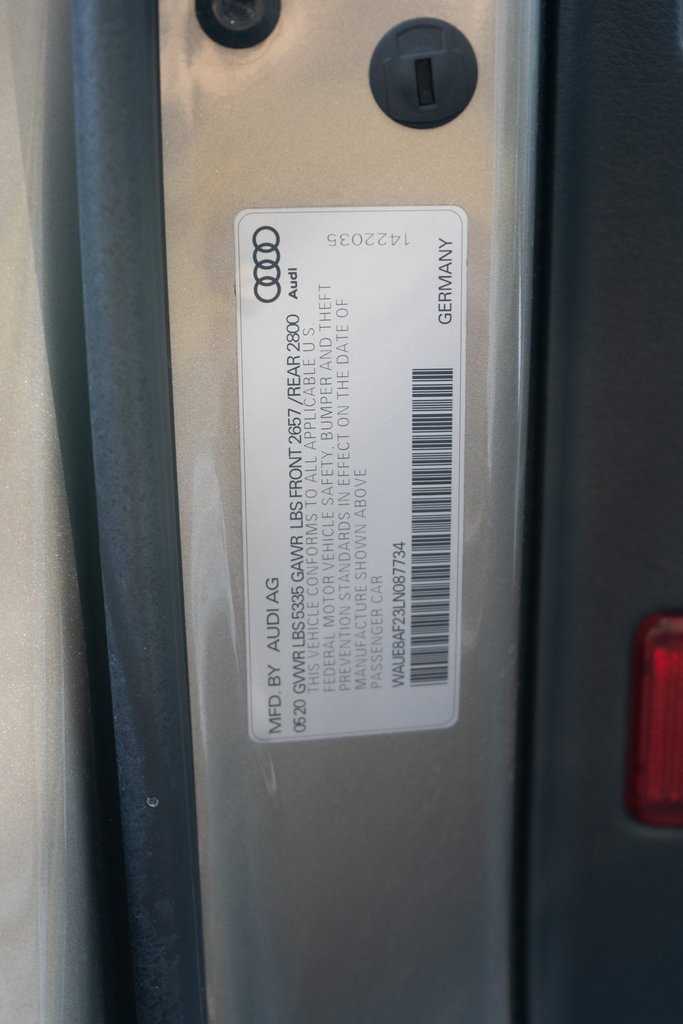 MFD. BY AUDI AG
Audi
0520 GVWR LBS 5335 GAWR LBS FRONT 2657 / REAR 2800
THIS VEHICLE CONFORMS TO ALL APPLICABLE U S
FEDERAL MOTOR VEHICLE SAFETY, BUMPER AND THEFT
PREVENTION STANDARDS IN EFFECT ON THE DATE OF
MANUFACTURE SHOWN ABOVE
PASSENGER CAR
1422035
WAUE8AF23LN087734
GERMANY